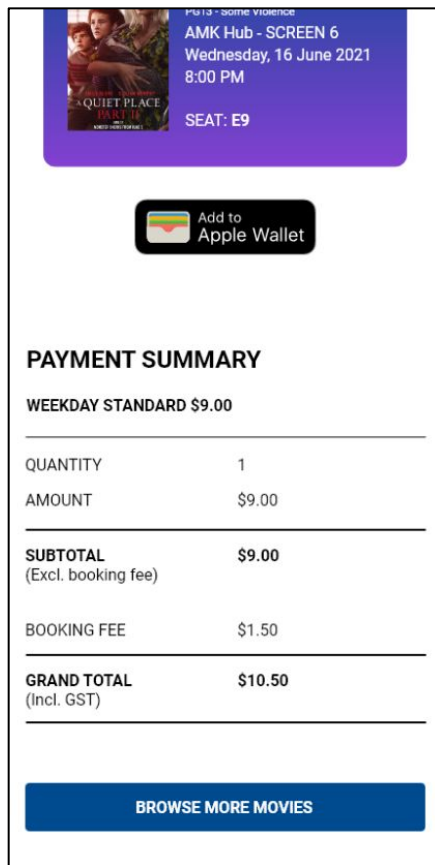 PG13 - Some Violence
AMK Hub - SCREEN 6
Wednesday, 16 June 2021
8:00 PM
SEAT: E9
A QUIET PLACE
PART II
Add to
Apple Wallet
PAYMENT SUMMARY
WEEKDAY STANDARD $9.00
QUANTITY 1
AMOUNT $9.00
SUBTOTAL $9.00
(Excl. booking fee)
BOOKING FEE $1.50
GRAND TOTAL $10.50
(Incl. GST)
BROWSE MORE MOVIES